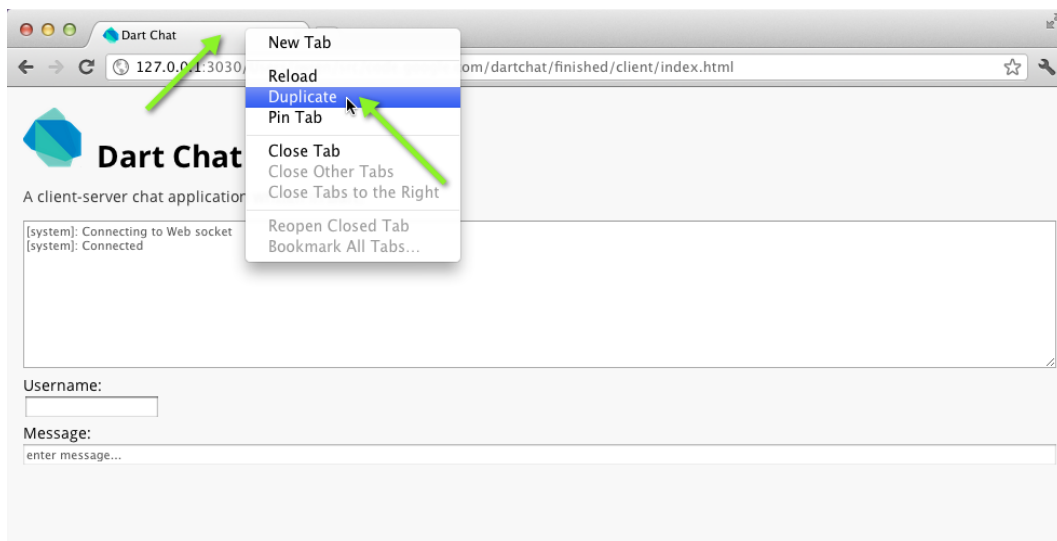 Dart Chat
New Tab
127.0.0.1:3030/
om/dartchat/finished/client/index.html
Reload
Duplicate
Pin Tab
Close Tab
Close Other Tabs
Close Tabs to the Right
Reopen Closed Tab
Bookmark All Tabs...
Dart Chat
A client-server chat application
[system]: Connecting to Web socket
[system]: Connected
Username:
Message:
enter message...